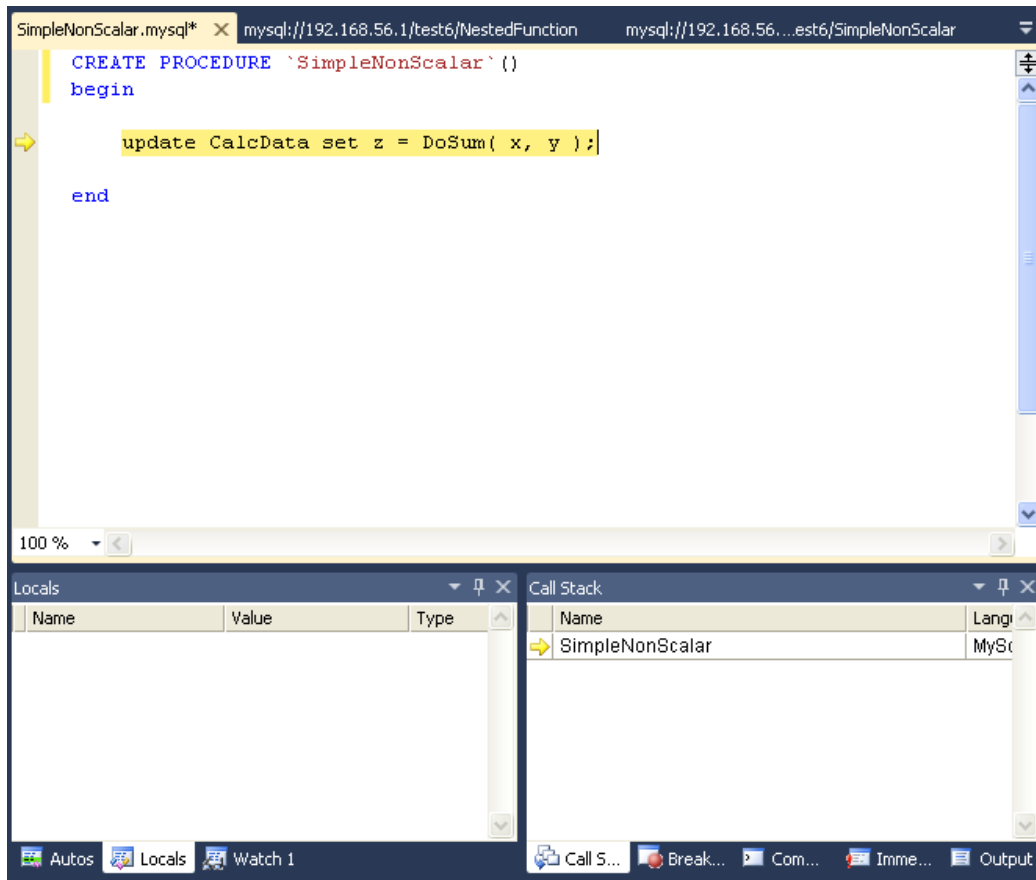 SimpleNonScalar.mysql* mysql://192.168.56.1/test6/NestedFunction mysql://192.168.56....est6/SimpleNonScalar
CREATE PROCEDURE `SimpleNonScalar`()
begin
update CalcData set z = DoSum( x, y );
end
100 %
Locals Call Stack
Name Value Type Name
SimpleNonScalar
Autos Locals Watch 1 Call S... Break... Com... Imme... Output